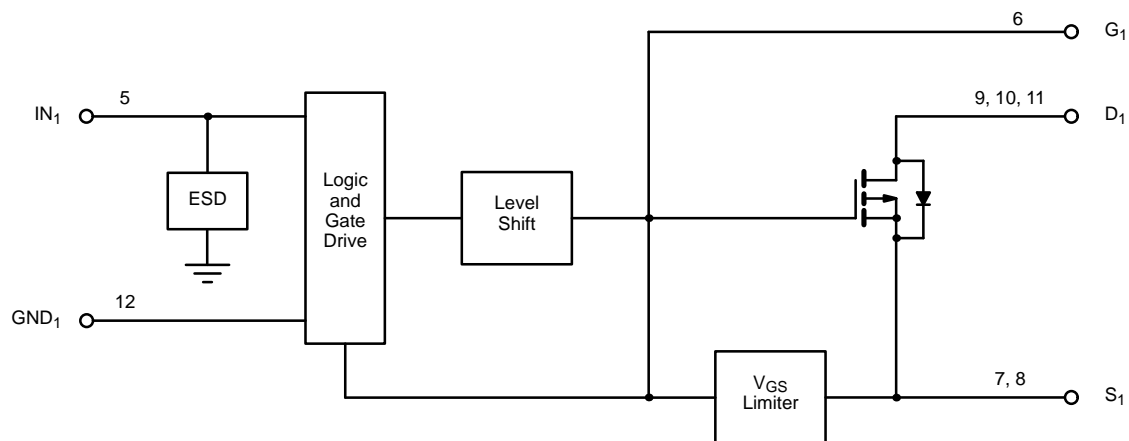 6
G1
5
9, 10, 11
IN1
D1
Logic
and
Gate
Drive
ESD
Level
Shift
12
GND1
VGS
Limiter
7, 8
S1